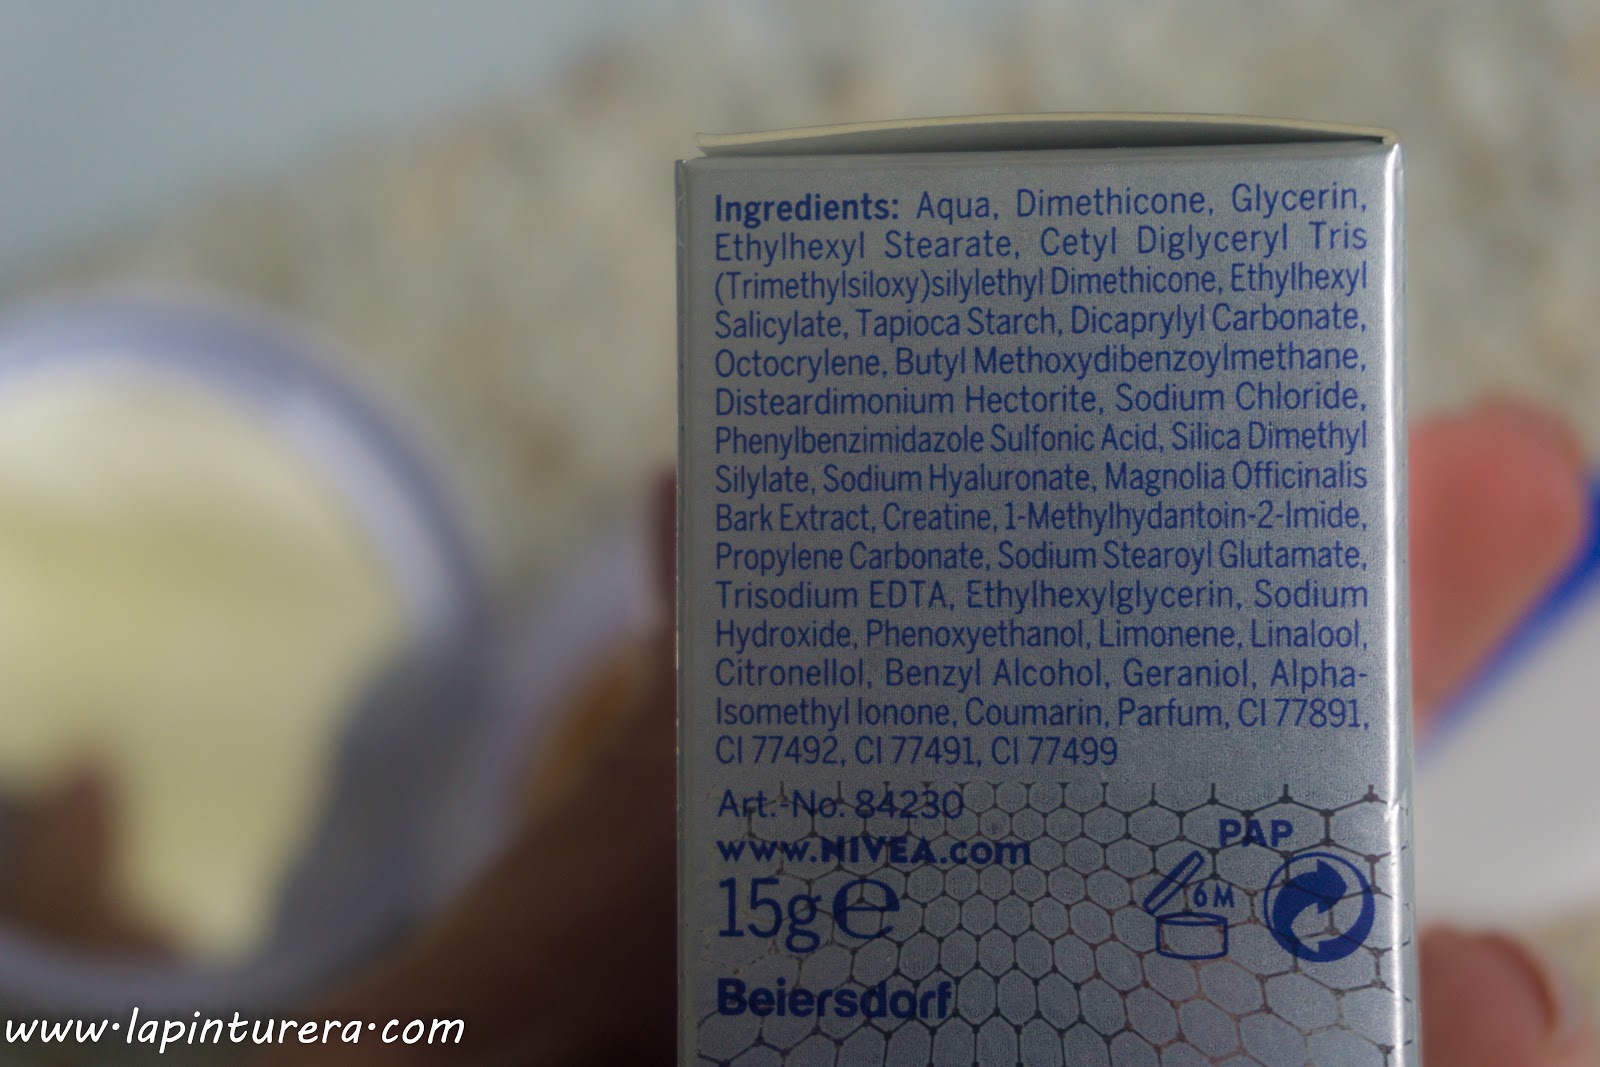 Ingredients: Aqua, Dimethicone, Glycerin,
Ethylhexyl Stearate, Cetyl Diglyceryl Tris
(Trimethylsiloxy)silylethyl Dimethicone, Ethylhexyl
Salicylate, Tapioca Starch, Dicaprylyl Carbonate,
Octocrylene, Butyl Methoxydibenzoylmethane,
Disteardimonium Hectorite, Sodium Chloride,
Phenylbenzimidazole Sulfonic Acid, Silica Dimethyl
Silylate, Sodium Hyaluronate, Magnolia Officinalis
Bark Extract, Creatine, 1-Methylhydantoin-2-Imide,
Propylene Carbonate, Sodium Stearoyl Glutamate,
Trisodium EDTA, Ethylhexylglycerin, Sodium
Hydroxide, Phenoxyethanol, Limonene, Linalool,
Citronellol, Benzyl Alcohol, Geraniol, Alpha-
Isomethyl Ionone, Coumarin, Parfum, CI 77891,
CI 77492, CI 77491, CI 77499
Art.-No. 84230
www.NIVEA.com
PAP
15g e
6M
Beiersdorf
www.lapinturera.com